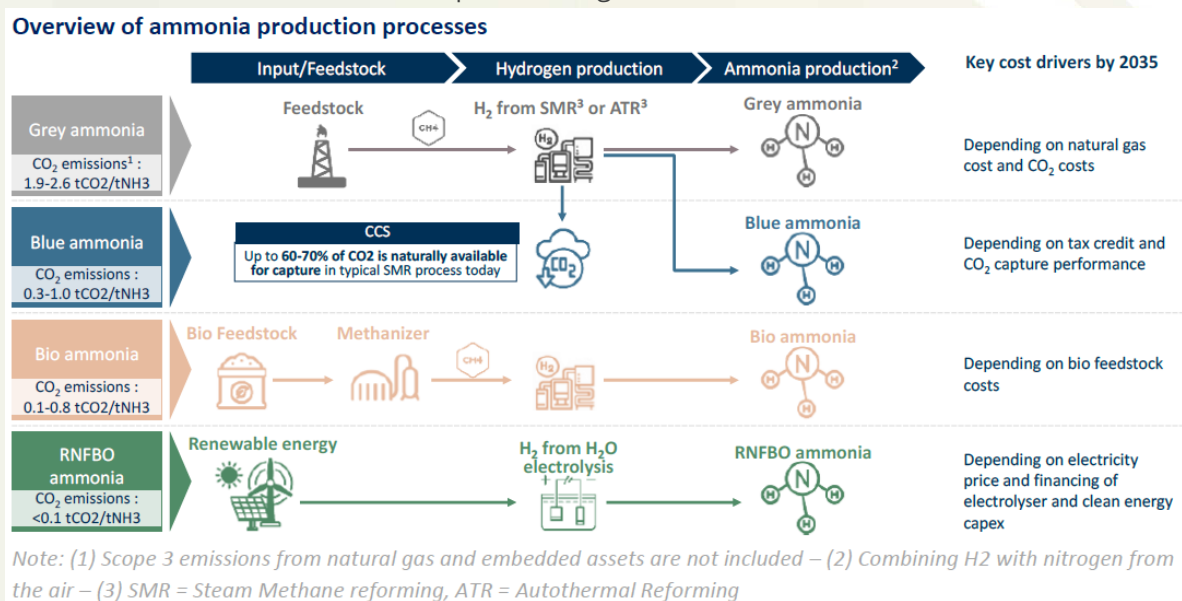 Overview of ammonia production processes
Input/Feedstock
Hydrogen production
Ammonia production²
Key cost drivers by 2035
Grey ammonia
CO₂ emissions¹ :
1.9-2.6 tCO2/tNH3
Feedstock
CH4
H₂ from SMR³ or ATR³
H₂
Grey ammonia
N
H
H
H
Depending on natural gas
cost and CO₂ costs
Blue ammonia
CO₂ emissions :
0.3-1.0 tCO2/tNH3
CCS
Up to 60-70% of CO2 is naturally available
for capture in typical SMR process today
CO₂
Blue ammonia
N
H
H
H
Depending on tax credit and
CO₂ capture performance
Bio ammonia
CO₂ emissions :
0.1-0.8 tCO2/tNH3
Bio Feedstock
Methanizer
CH4
H₂
Bio ammonia
N
H
H
H
Depending on bio feedstock
costs
RNFBO
ammonia
CO₂ emissions :
<0.1 tCO2/tNH3
Renewable energy
H₂ from H₂O
electrolysis
RNFBO ammonia
N
H
H
H
Depending on electricity
price and financing of
electrolyser and clean energy
capex
Note: (1) Scope 3 emissions from natural gas and embedded assets are not included – (2) Combining H2 with nitrogen from
the air – (3) SMR = Steam Methane reforming, ATR = Autothermal Reforming